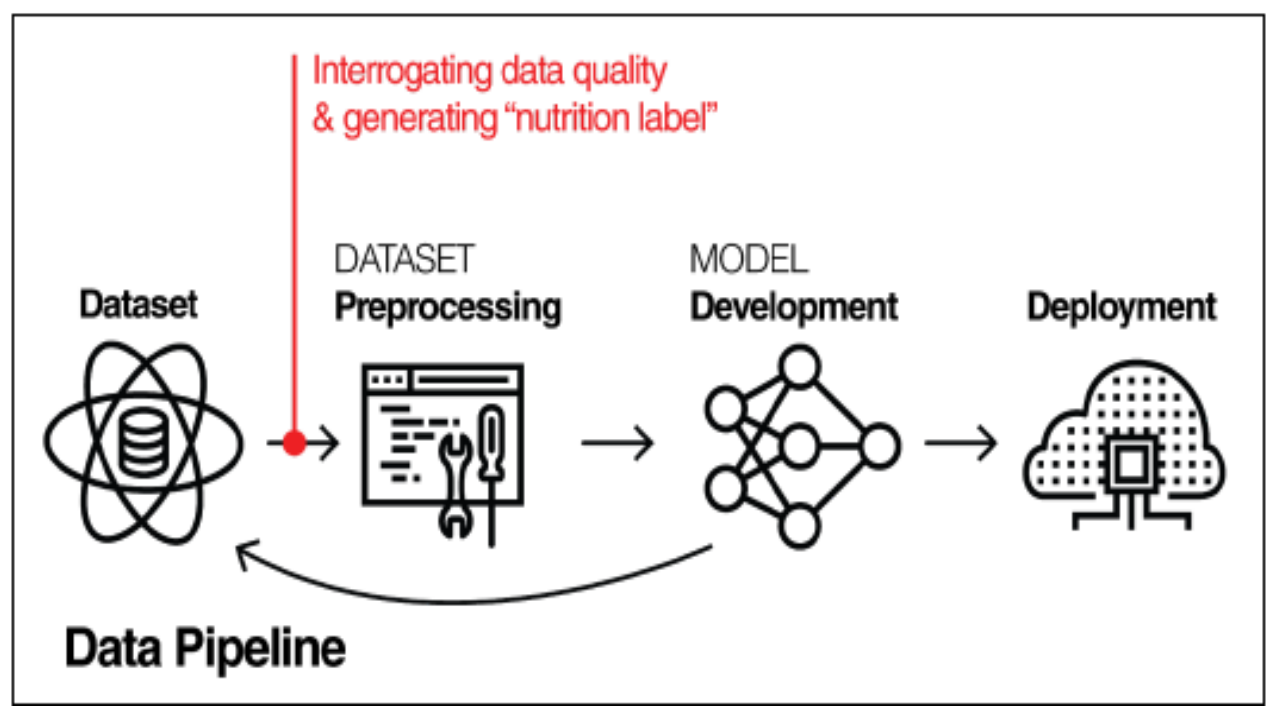 Interrogating data quality
& generating “nutrition label”
Dataset
DATASET
Preprocessing
MODEL
Development
Deployment
Data Pipeline